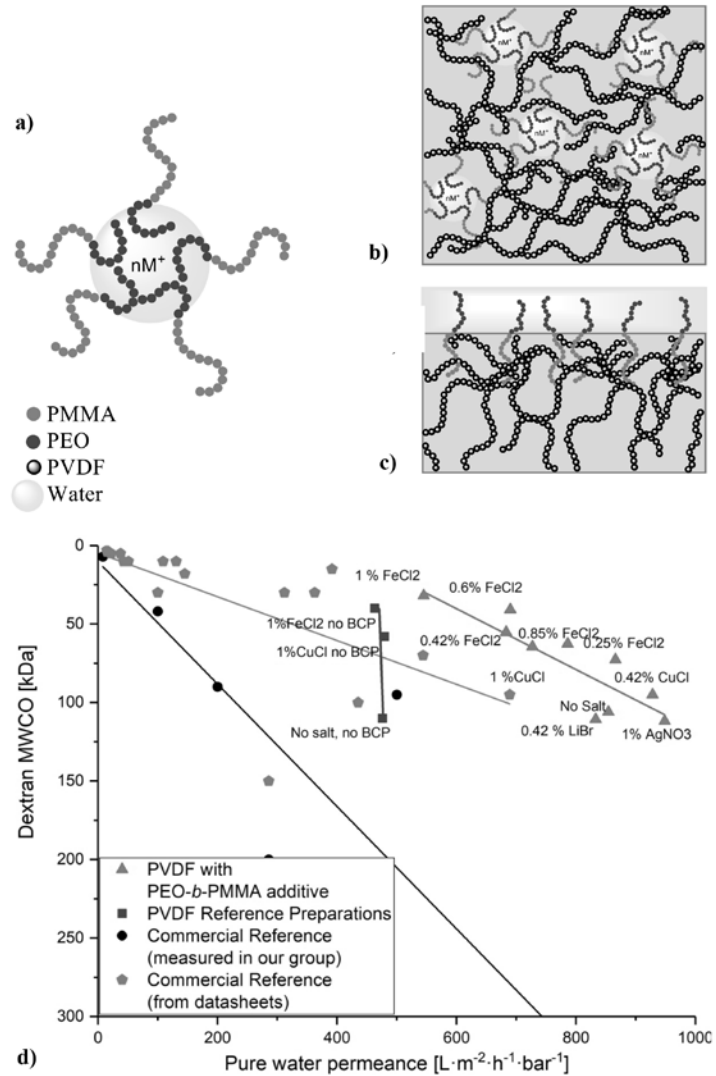 a)
nM⁺
PMMA
PEO
PVDF
Water
nM⁺
nM⁺
nM⁺
nM⁺
nM⁺
b)
c)
0
50
100
150
200
250
300
Dextran MWCO [kDa]
1 % FeCl2
0.6% FeCl2
1%FeCl2 no BCP
0.42% FeCl2
0.85% FeCl2
0.25% FeCl2
1%CuCl no BCP
1 %CuCl
0.42% CuCl
No salt, no BCP
No Salt
0.42 % LiBr
1% AgNO3
PVDF with
PEO-b-PMMA additive
PVDF Reference Preparations
Commercial Reference
(measured in our group)
Commercial Reference
(from datasheets)
0 200 400 600 800 1000
d)
Pure water permeance [L·m⁻²·h⁻¹·bar⁻¹]